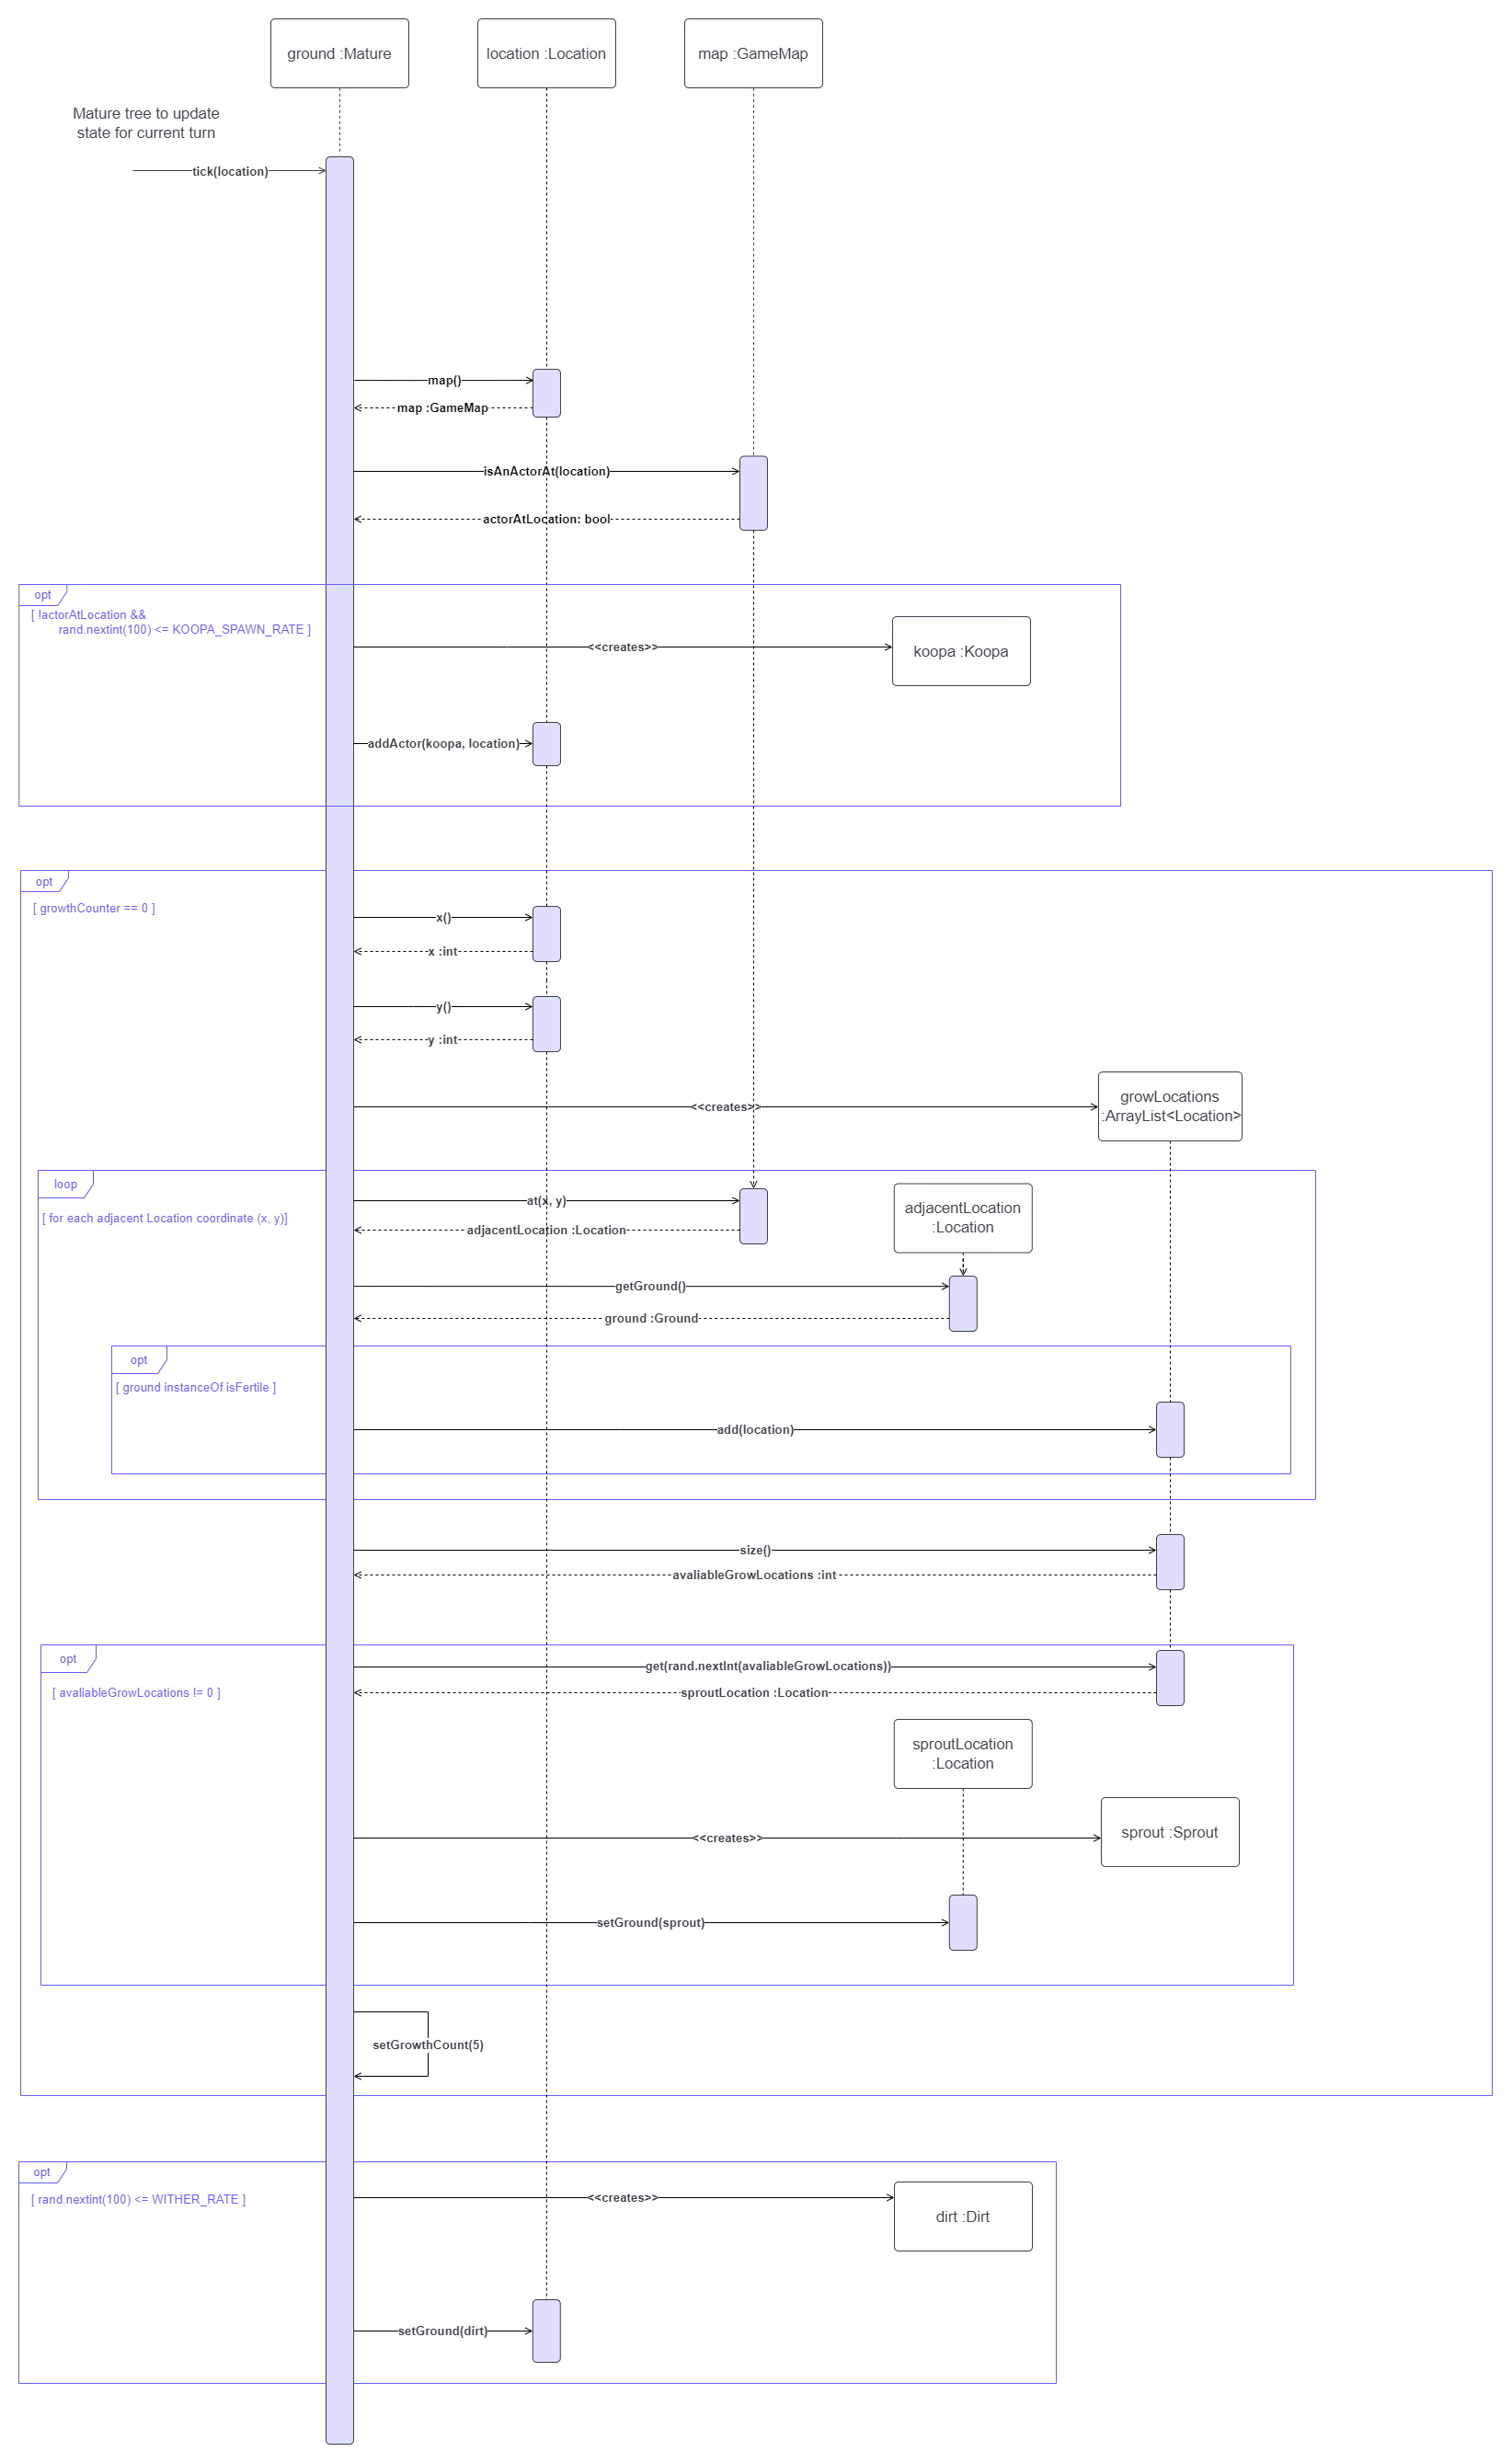 ground :Mature
location :Location
map :GameMap
Mature tree to update
state for current turn
tick(location)
map()
map :GameMap
isAnActorAt(location)
actorAtLocation: bool
opt
[ !actorAtLocation &&
rand.nextint(100) <= KOOPA_SPAWN_RATE ]
<<creates>>
koopa :Koopa
addActor(koopa, location)
opt
[ growthCounter == 0 ]
x()
x :int
y()
y :int
<<creates>>
growLocations
:ArrayList<Location>
loop
[ for each adjacent Location coordinate (x, y)]
at(x, y)
adjacentLocation :Location
adjacentLocation
:Location
getGround()
ground :Ground
opt
[ ground instanceOf isFertile ]
add(location)
size()
avaliableGrowLocations :int
opt
[ avaliableGrowLocations != 0 ]
get(rand.nextInt(avaliableGrowLocations))
sproutLocation :Location
sproutLocation
:Location
<<creates>>
sprout :Sprout
setGround(sprout)
setGrowthCount(5)
opt
[ rand.nextint(100) <= WITHER_RATE ]
<<creates>>
dirt :Dirt
setGround(dirt)